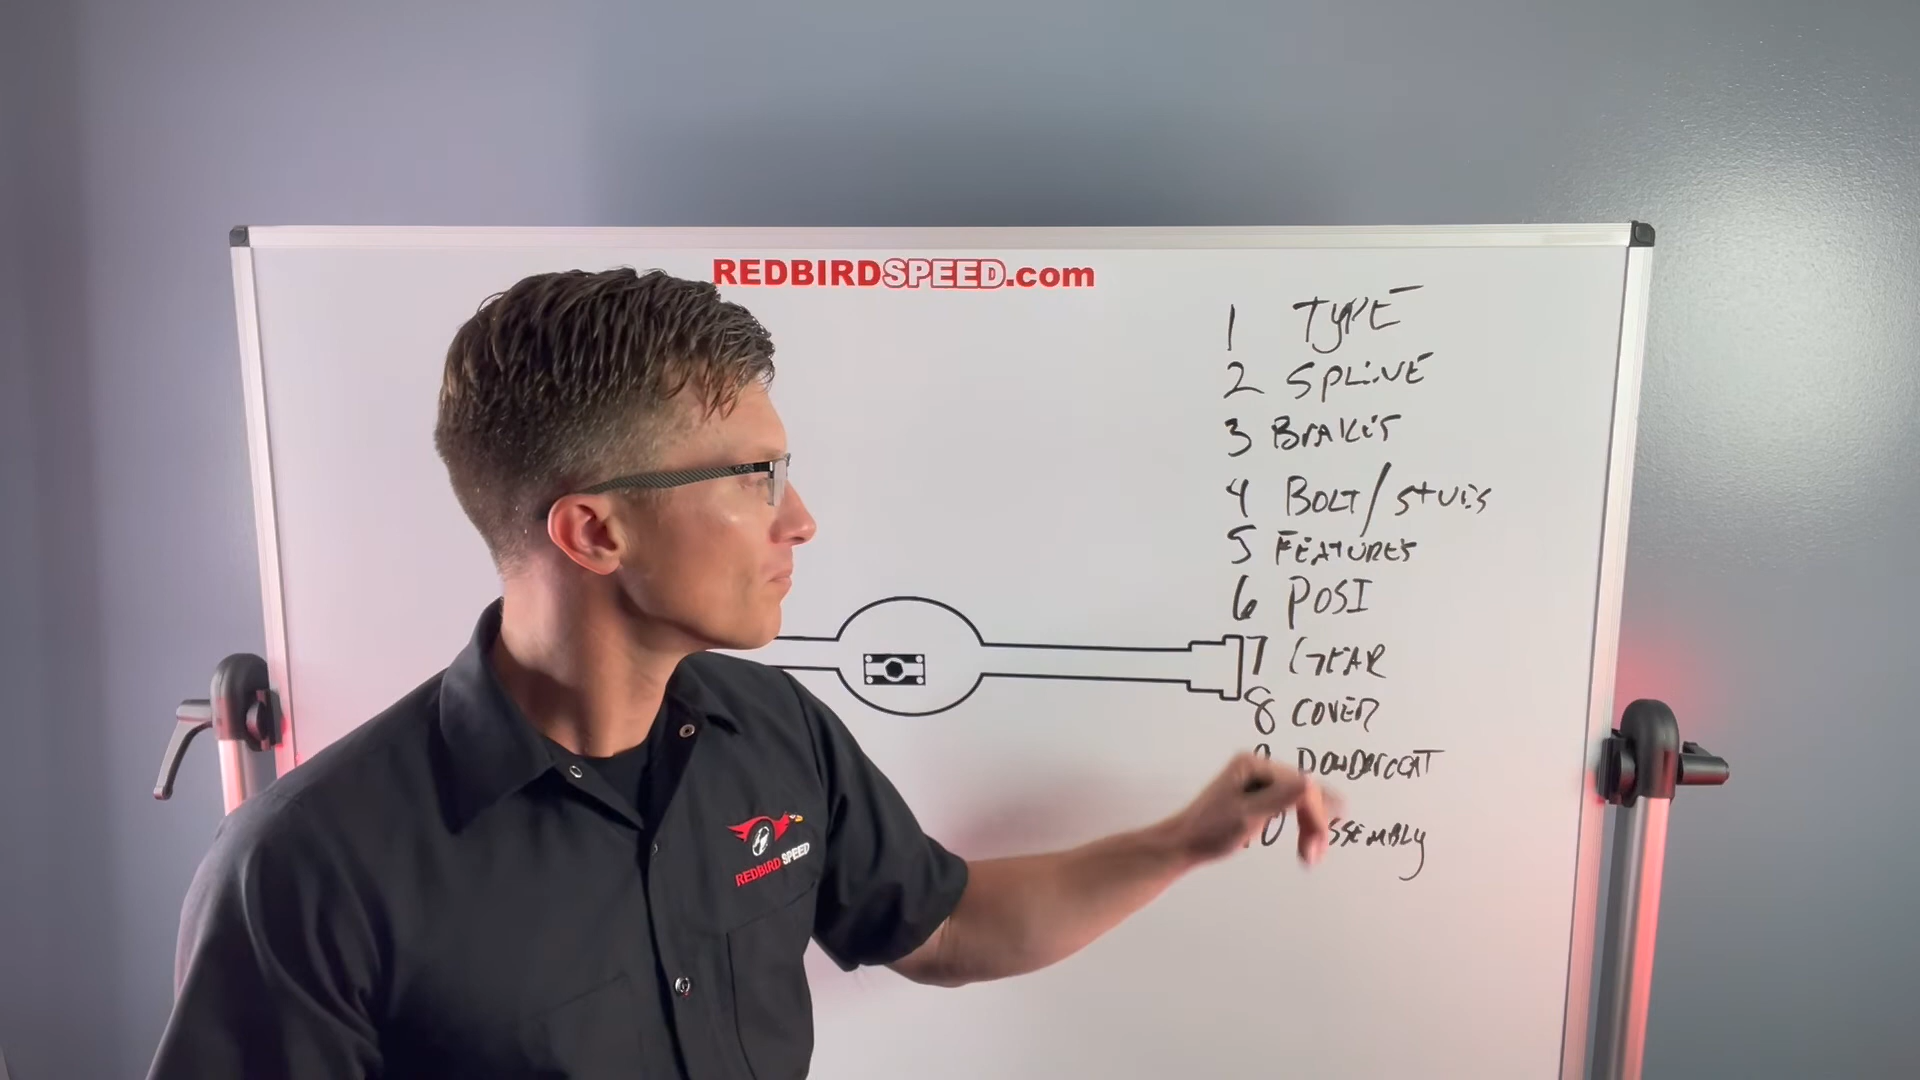 REDBIRDSPEED.com
1 TYPE
2 SPLINE
3 BRAKES
4 BOLT/STUDS
5 FEATURES
6 POSI
7 GEAR
8 COVER
9 POWDERCOAT
10 ASSEMBLY
REDBIRD SPEED